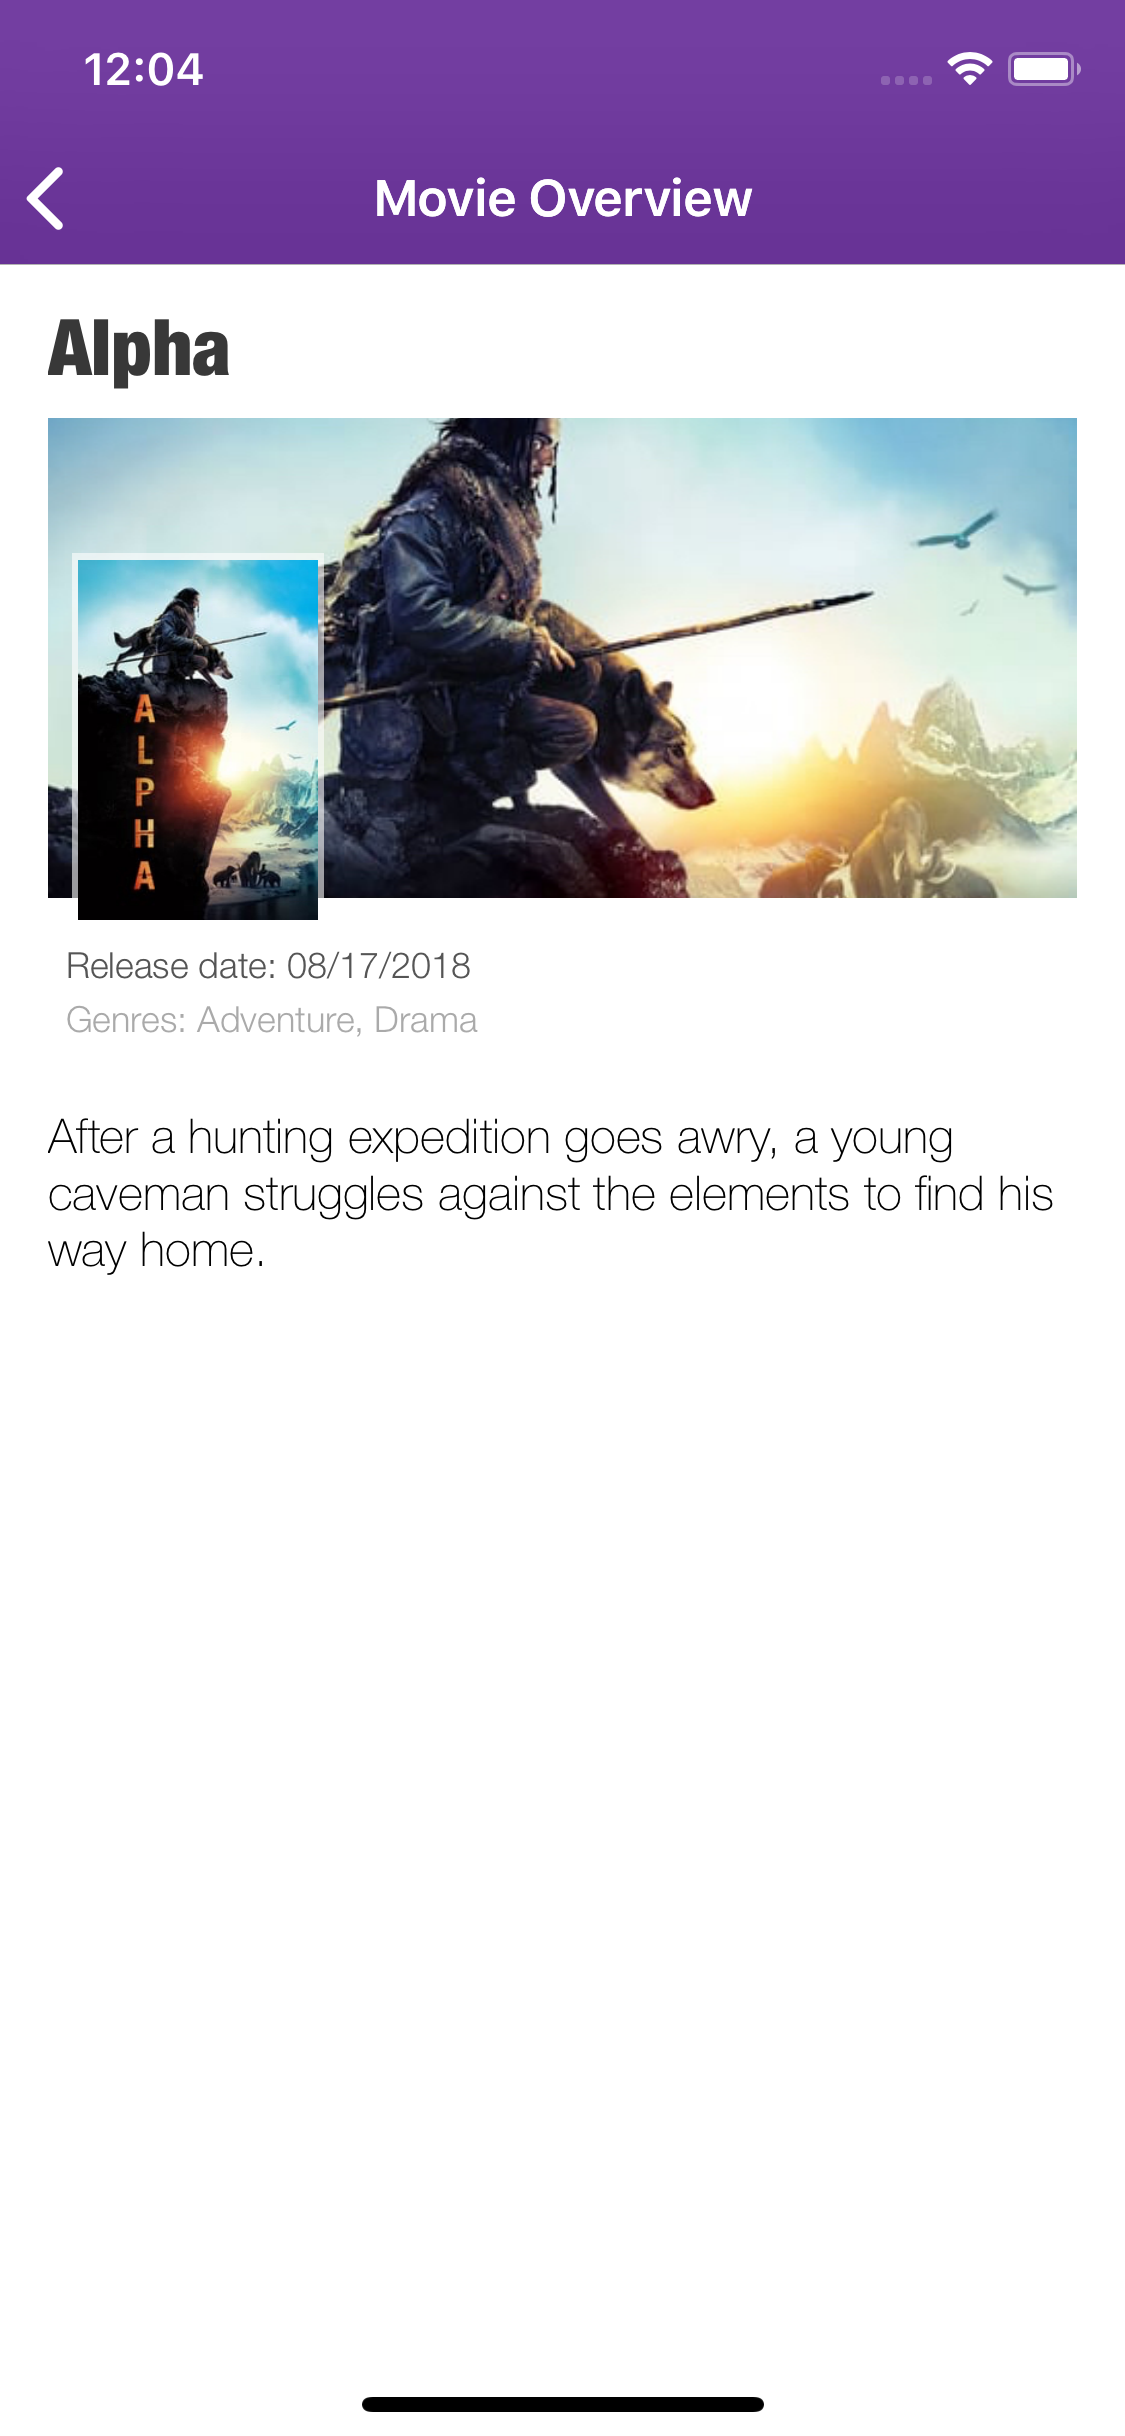 12:04
Movie Overview
Alpha
ALPHA
Release date: 08/17/2018
Genres: Adventure, Drama
After a hunting expedition goes awry, a young
caveman struggles against the elements to find his
way home.